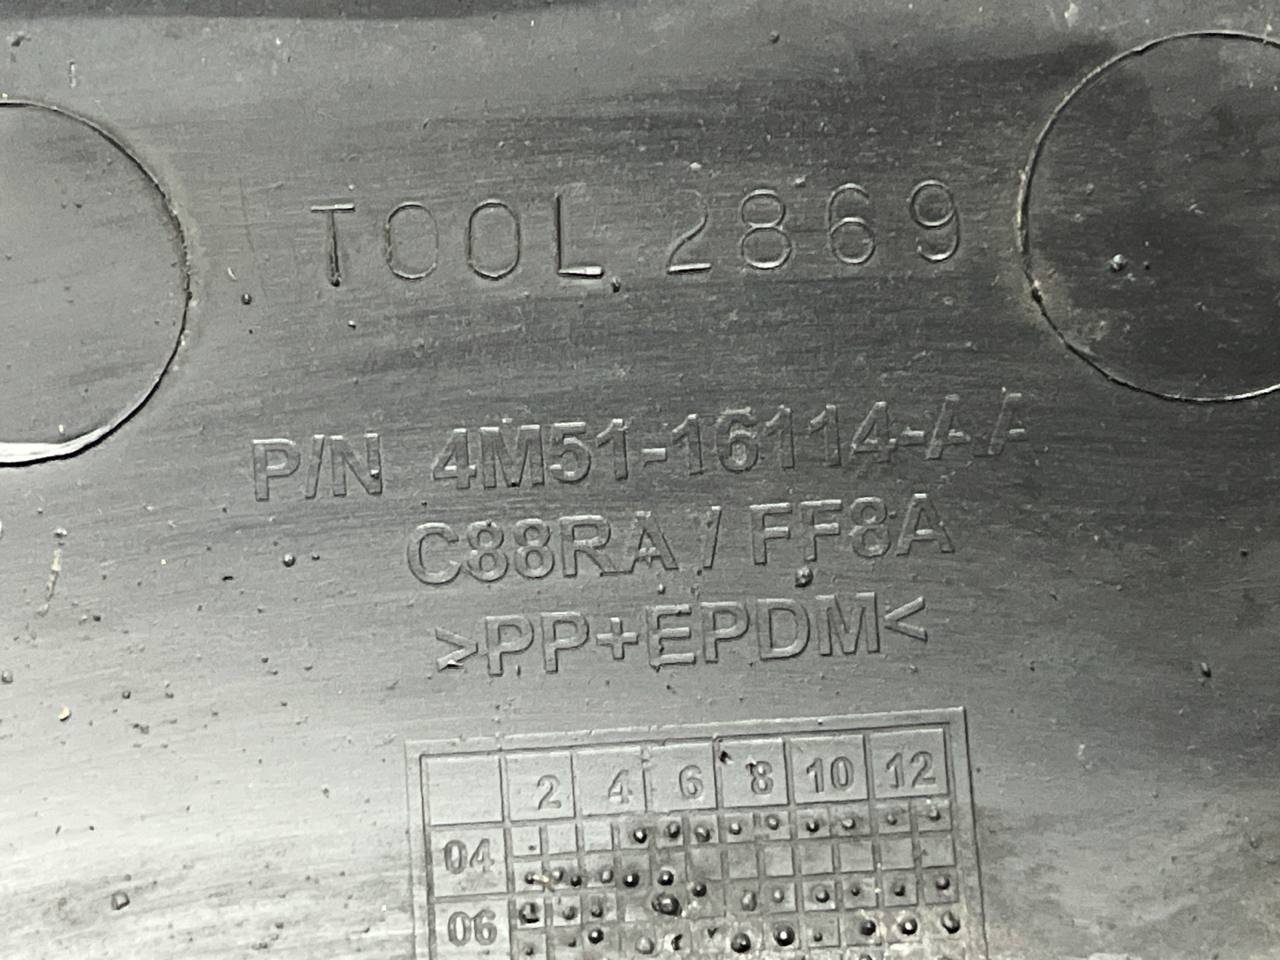 TOOL 2869
P/N 4M51-16114-AA
C88RA / FF8A
>PP+EPDM<
2 4 6 8 10 12
04
06